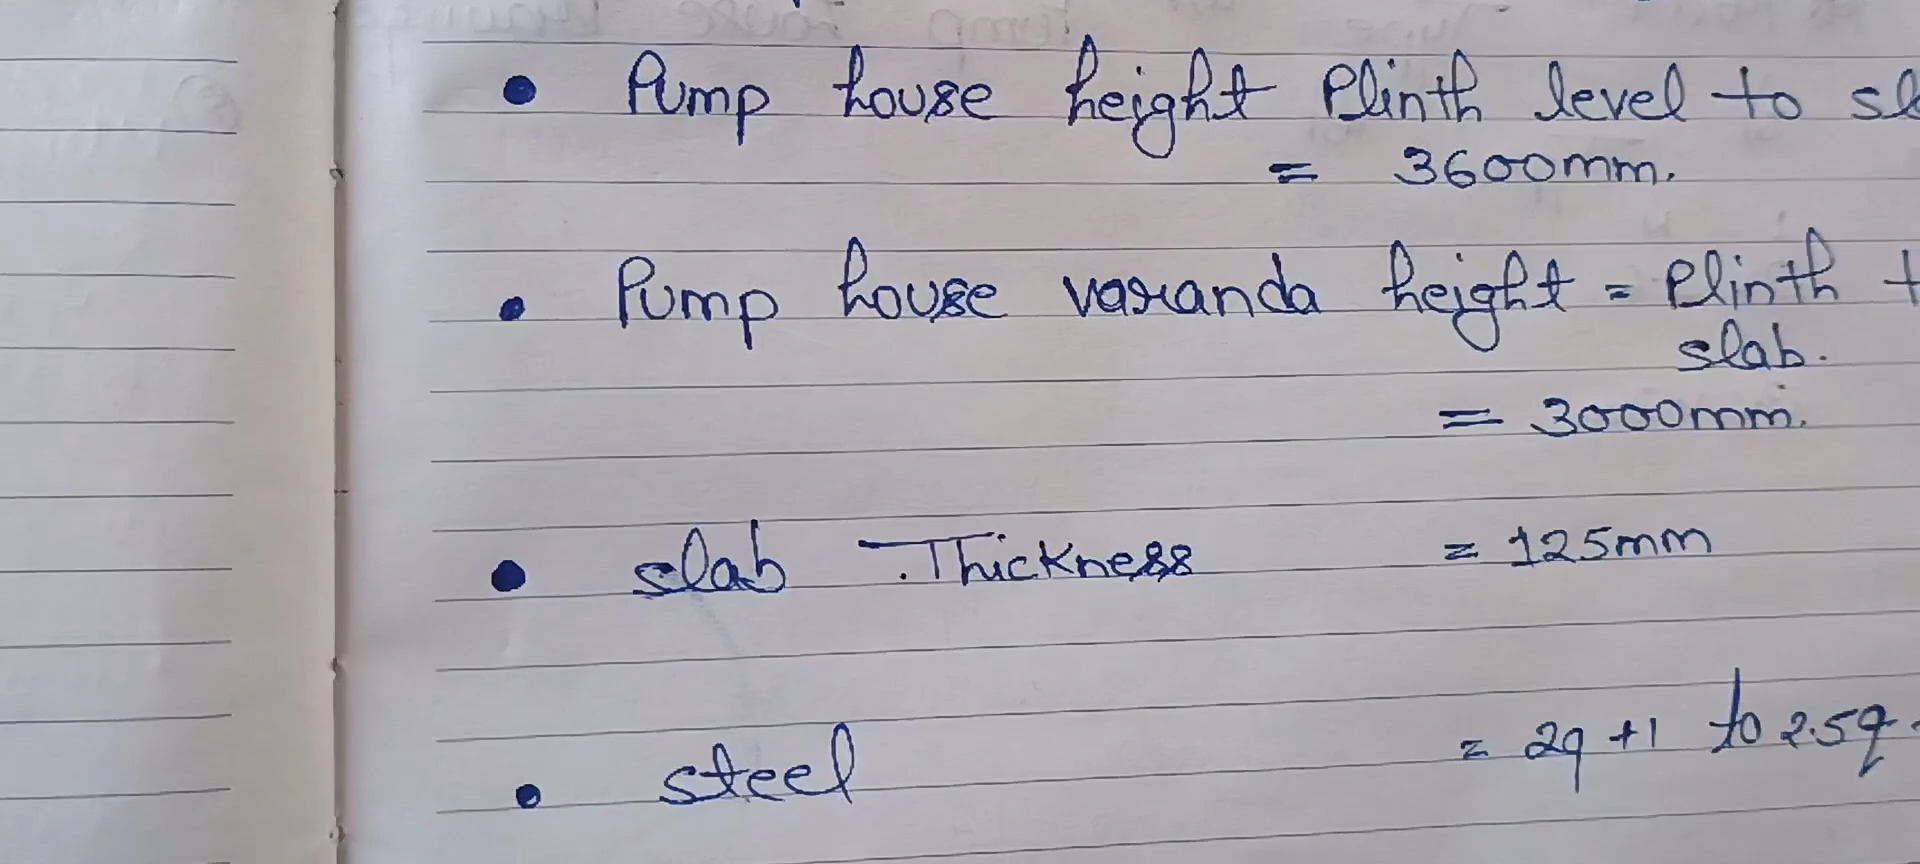 • Pump house height Plinth level to
= 3600mm.
• Pump house varanda height = Plinth
slab.
= 3000mm.
• slab Thickness = 125mm
• steel = 2q +1 to 2.5q